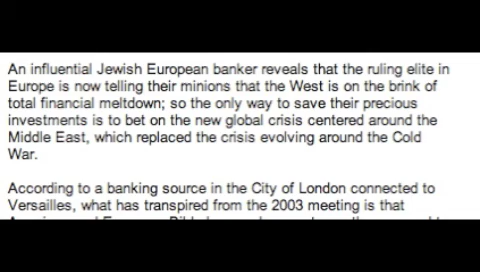 An influential Jewish European banker reveals that the ruling elite in
Europe is now telling their minions that the West is on the brink of
total financial meltdown; so the only way to save their precious
investments is to bet on the new global crisis centered around the
Middle East, which replaced the crisis evolving around the Cold
War.
According to a banking source in the City of London connected to
Versailles, what has transpired from the 2003 meeting is that